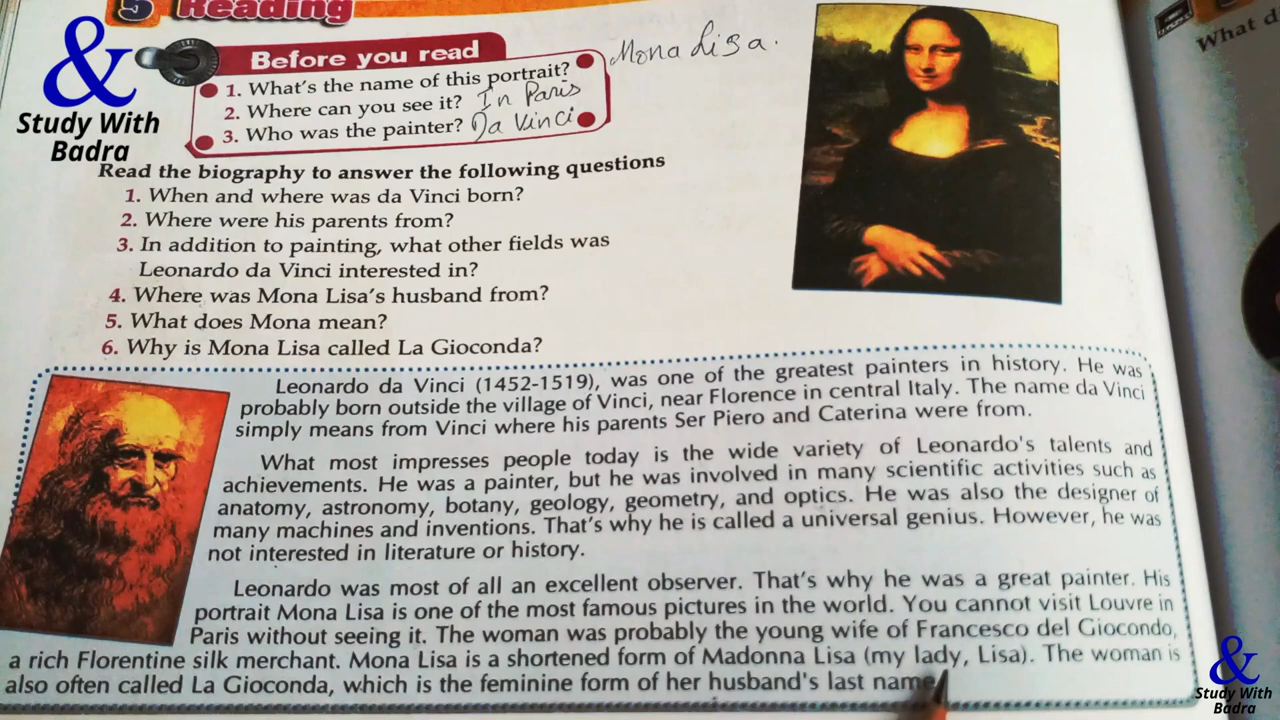 5 Reading
&
Study With
Badra
Before you read
1. What's the name of this portrait? Mona Lisa.
2. Where can you see it? In Paris
3. Who was the painter? Da Vinci
Read the biography to answer the following questions
1. When and where was da Vinci born?
2. Where were his parents from?
3. In addition to painting, what other fields was
Leonardo da Vinci interested in?
4. Where was Mona Lisa's husband from?
5. What does Mona mean?
6. Why is Mona Lisa called La Gioconda?
Leonardo da Vinci (1452-1519), was one of the greatest painters in history. He was
probably born outside the village of Vinci, near Florence in central Italy. The name da Vinci
simply means from Vinci where his parents Ser Piero and Caterina were from.
What most impresses people today is the wide variety of Leonardo's talents and
achievements. He was a painter, but he was involved in many scientific activities such as
anatomy, astronomy, botany, geology, geometry, and optics. He was also the designer of
many machines and inventions. That's why he is called a universal genius. However, he was
not interested in literature or history.
Leonardo was most of all an excellent observer. That's why he was a great painter. His
portrait Mona Lisa is one of the most famous pictures in the world. You cannot visit Louvre in
Paris without seeing it. The woman was probably the young wife of Francesco del Giocondo,
a rich Florentine silk merchant. Mona Lisa is a shortened form of Madonna Lisa (my lady, Lisa). The woman is
also often called La Gioconda, which is the feminine form of her husband's last name
What
&
Study With
Badra